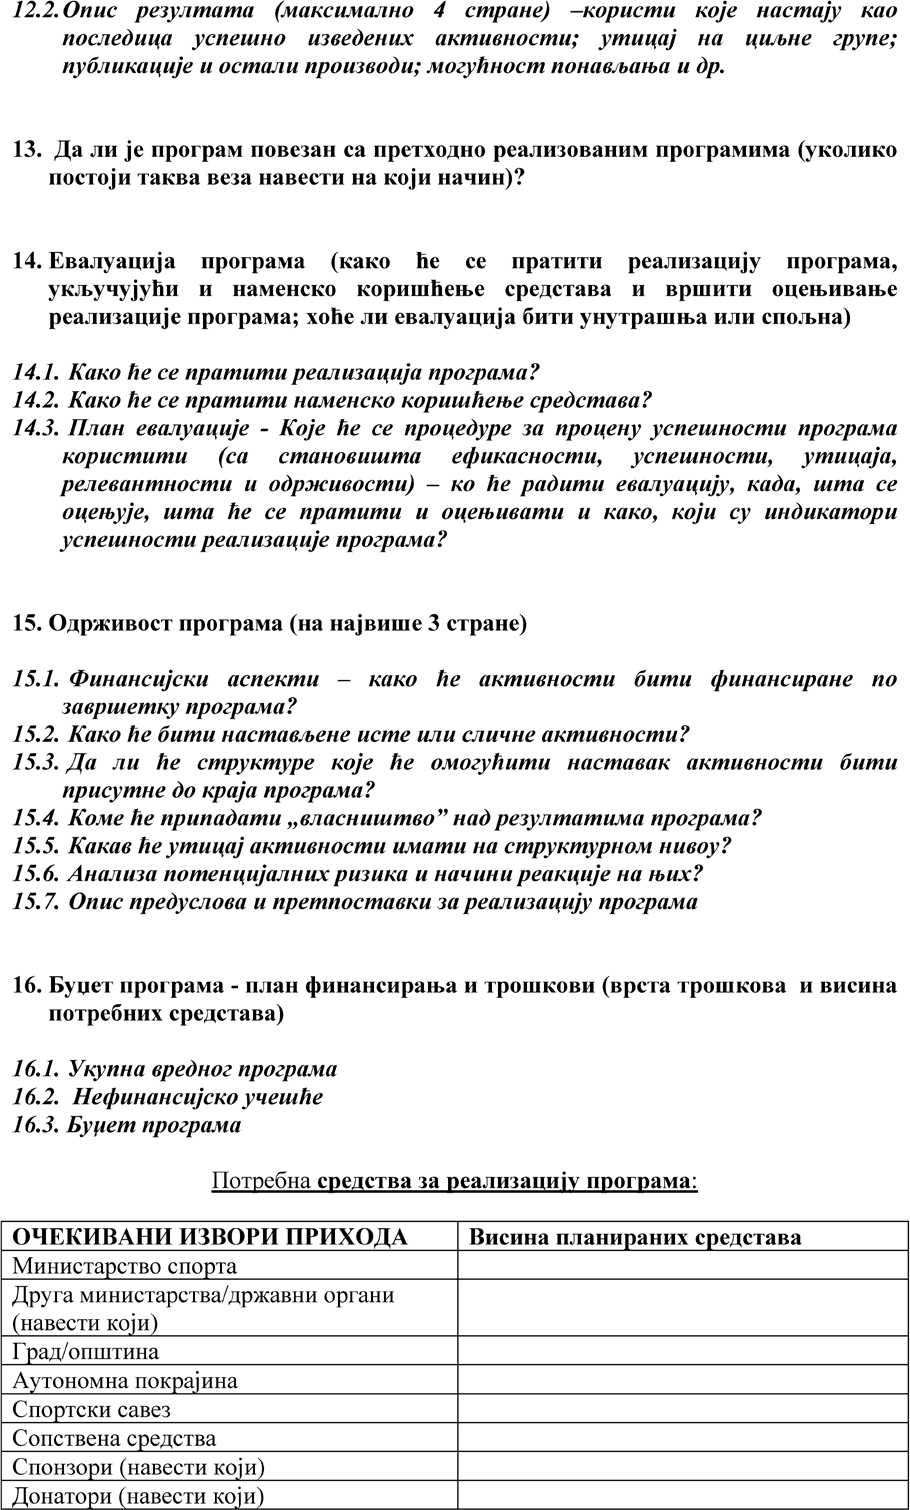 12.2. Опис резултата (максимално 4 стране) –користи које настају као
последица успешно изведених активности; утицај на циљне групе;
публикације и остали производи; могућност понављања и др.
13. Да ли је програм повезан са претходно реализованим програмима (уколико
постоји таква веза навести на који начин)?
14. Евалуација програма (како ће се пратити реализацију програма,
укључујући и наменско коришћење средстава и вршити оцењивање
реализације програма; хоће ли евалуација бити унутрашња или спољна)
14.1. Како ће се пратити реализација програма?
14.2. Како ће се пратити наменско коришћење средстава?
14.3. План евалуације - Које ће се процедуре за процену успешности програма
користити (са становишта ефикасности, успешности, утицаја,
релевантности и одрживости) – ко ће радити евалуацију, када, шта се
оцењује, шта ће се пратити и оцењивати и како, који су индикатори
успешности реализације програма?
15. Одрживост програма (на највише 3 стране)
15.1. Финансијски аспекти – како ће активности бити финансиране по
завршетку програма?
15.2. Како ће бити настављене исте или сличне активности?
15.3. Да ли ће структуре које ће омогућити наставак активности бити
присутне до краја програма?
15.4. Коме ће припадати „власништво” над резултатима програма?
15.5. Какав ће утицај активности имати на структурном нивоу?
15.6. Анализа потенцијалних ризика и начини реакције на њих?
15.7. Опис предуслова и претпоставки за реализацију програма
16. Буџет програма - план финансирања и трошкови (врста трошкова и висина
потребних средстава)
16.1. Укупна вредног програма
16.2. Нефинансијско учешће
16.3. Буџет програма
Потребна средства за реализацију програма:
ОЧЕКИВАНИ ИЗВОРИ ПРИХОДА Висина планираних средстава
Министарство спорта
Друга министарства/државни органи
(навести који)
Град/општина
Аутономна покрајина
Спортски савез
Сопствена средства
Спонзори (навести који)
Донатори (навести који)